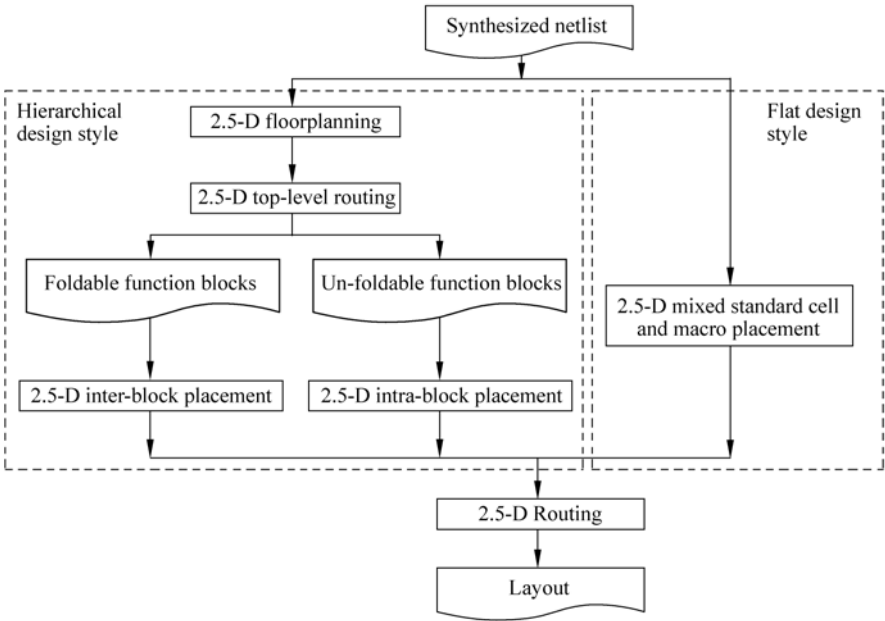 Synthesized netlist
Hierarchical
design style
Flat design
style
2.5-D floorplanning
2.5-D top-level routing
Foldable function blocks
Un-foldable function blocks
2.5-D mixed standard cell
and macro placement
2.5-D inter-block placement
2.5-D intra-block placement
2.5-D Routing
Layout